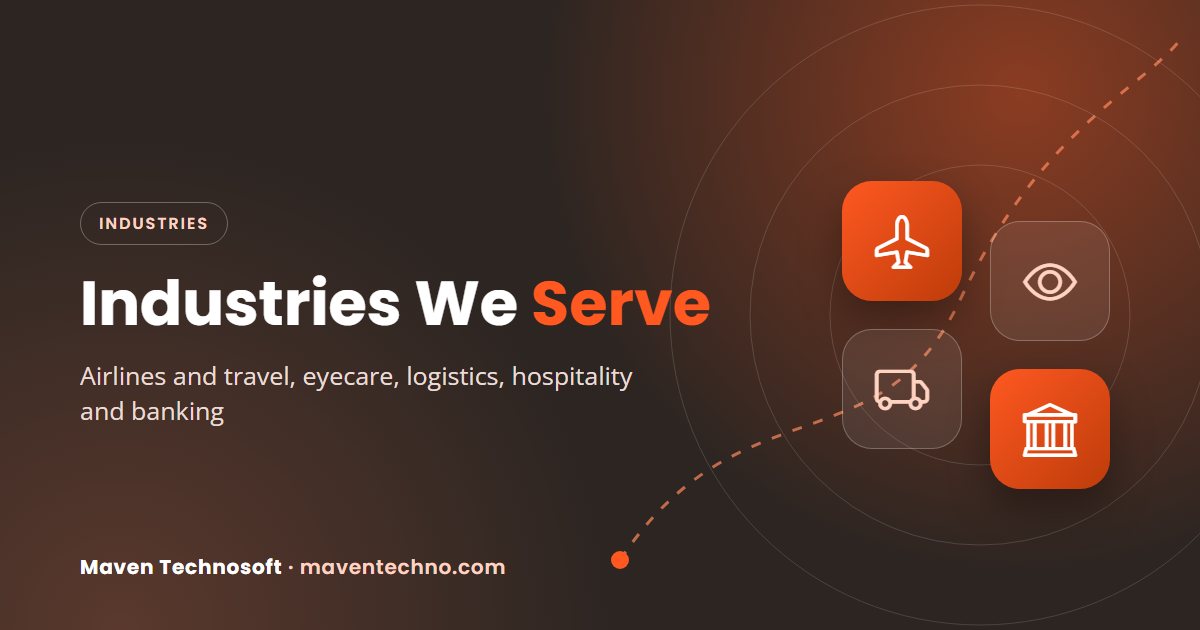 INDUSTRIES
Industries We Serve
Airlines and travel, eyecare, logistics, hospitality
and banking
Maven Technosoft · maventechno.com